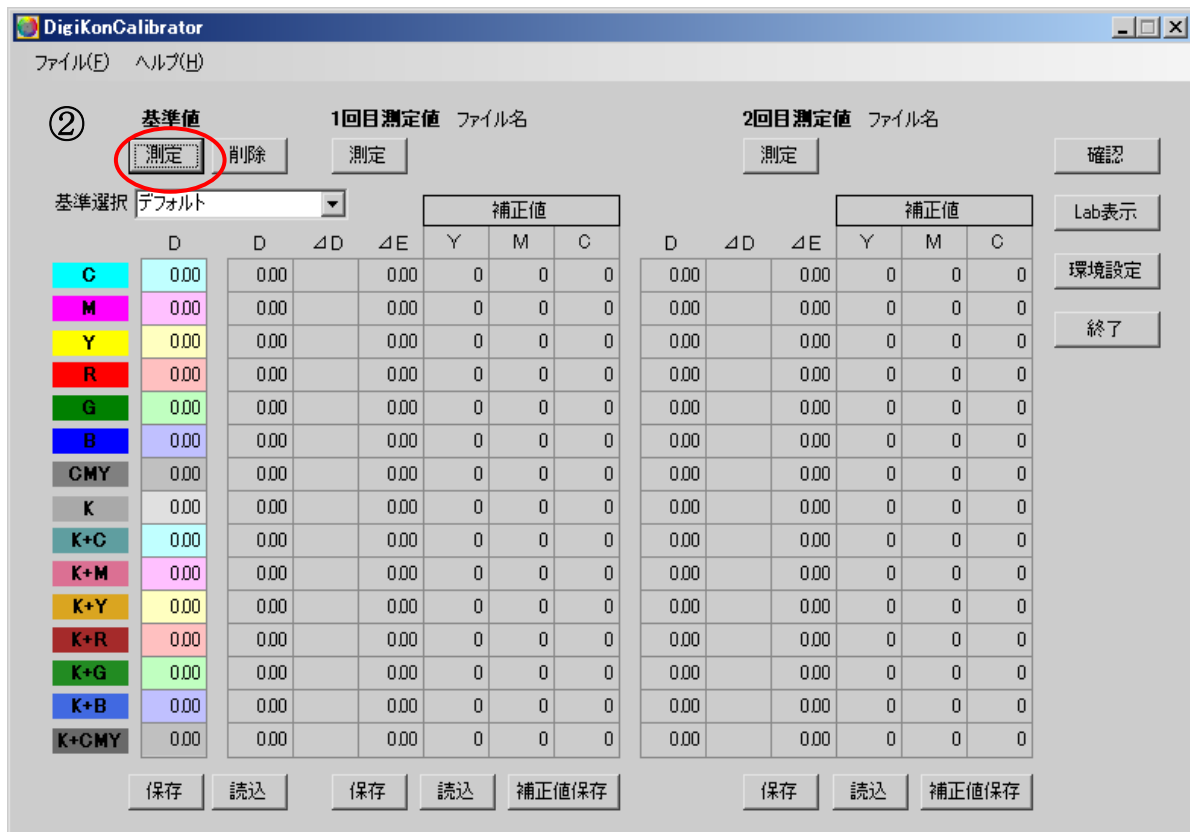 DigiKonCalibrator
ファイル(F) ヘルプ(H)
② 基準値 1回目測定値 ファイル名 2回目測定値 ファイル名
測定 削除 測定 測定 確認
基準選択 デフォルト 補正値 補正値 Lab表示
D D ⊿D ⊿E Y M C D ⊿D ⊿E Y M C
C 0.00 0.00 0.00 0 0 0 0.00 0.00 0 0 0 環境設定
M 0.00 0.00 0.00 0 0 0 0.00 0.00 0 0 0
Y 0.00 0.00 0.00 0 0 0 0.00 0.00 0 0 0 終了
R 0.00 0.00 0.00 0 0 0 0.00 0.00 0 0 0
G 0.00 0.00 0.00 0 0 0 0.00 0.00 0 0 0
B 0.00 0.00 0.00 0 0 0 0.00 0.00 0 0 0
CMY 0.00 0.00 0.00 0 0 0 0.00 0.00 0 0 0
K 0.00 0.00 0.00 0 0 0 0.00 0.00 0 0 0
K+C 0.00 0.00 0.00 0 0 0 0.00 0.00 0 0 0
K+M 0.00 0.00 0.00 0 0 0 0.00 0.00 0 0 0
K+Y 0.00 0.00 0.00 0 0 0 0.00 0.00 0 0 0
K+R 0.00 0.00 0.00 0 0 0 0.00 0.00 0 0 0
K+G 0.00 0.00 0.00 0 0 0 0.00 0.00 0 0 0
K+B 0.00 0.00 0.00 0 0 0 0.00 0.00 0 0 0
K+CMY 0.00 0.00 0.00 0 0 0 0.00 0.00 0 0 0
保存 読込 保存 読込 補正値保存 保存 読込 補正値保存